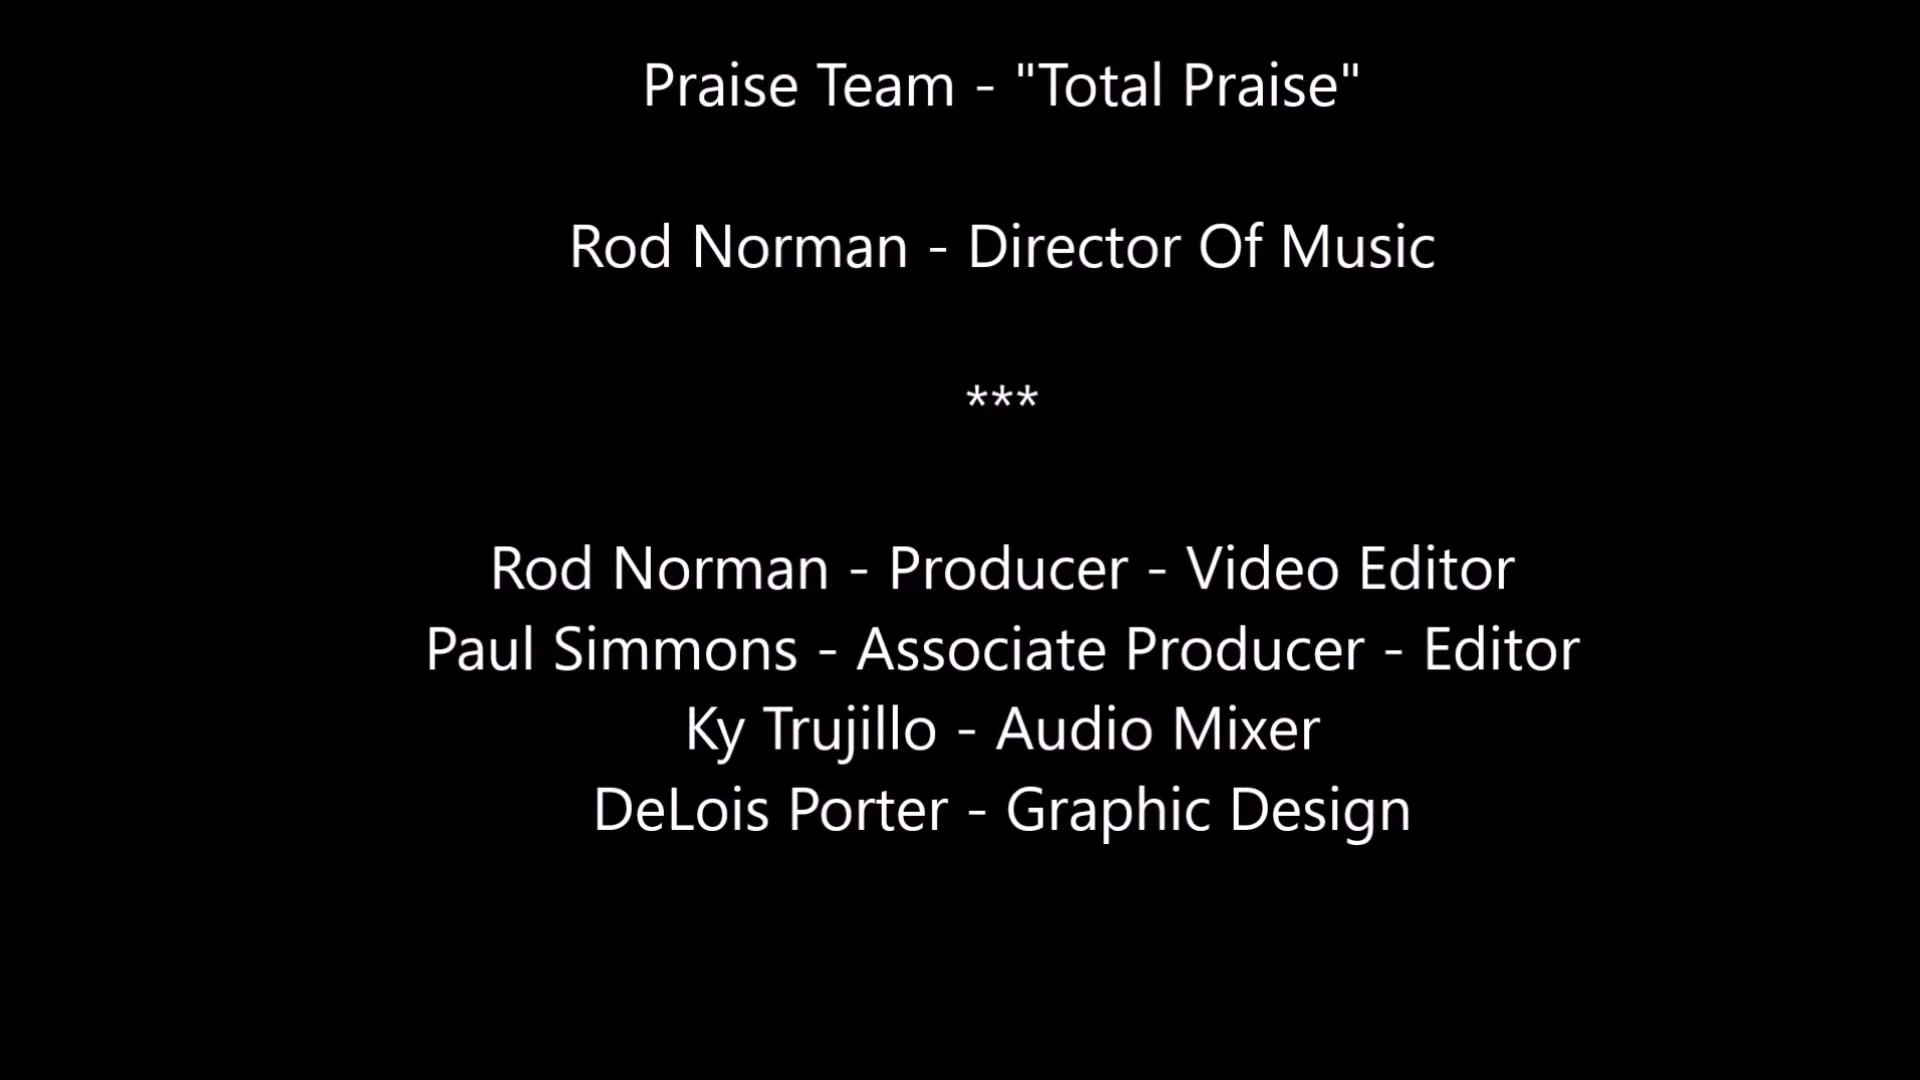 Praise Team - "Total Praise"
Rod Norman - Director Of Music
***
Rod Norman - Producer - Video Editor
Paul Simmons - Associate Producer - Editor
Ky Trujillo - Audio Mixer
DeLois Porter - Graphic Design